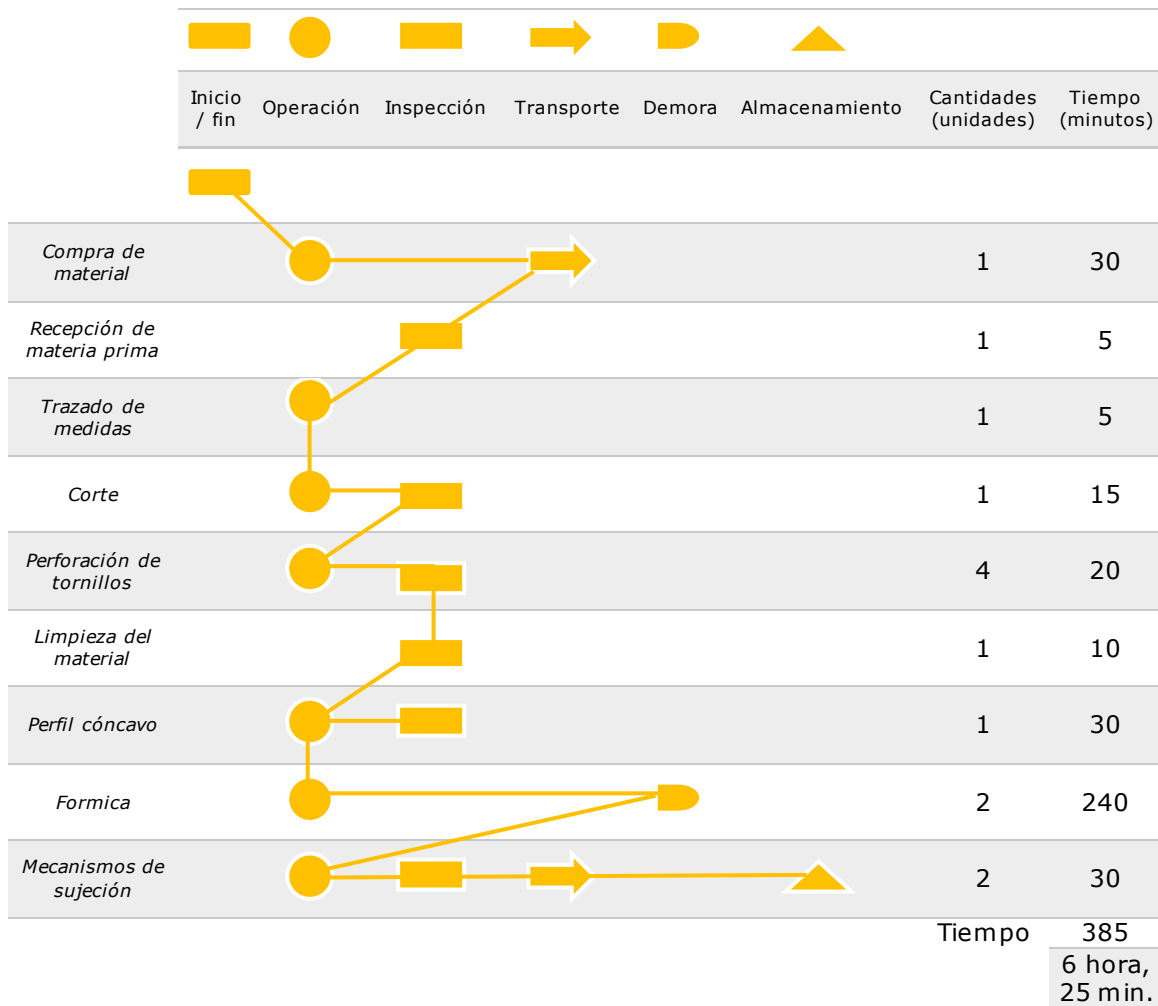 Inicio / fin Operación Inspección Transporte Demora Almacenamiento Cantidades (unidades) Tiempo (minutos)
Compra de material 1 30
Recepción de materia prima 1 5
Trazado de medidas 1 5
Corte 1 15
Perforación de tornillos 4 20
Limpieza del material 1 10
Perfil cóncavo 1 30
Formica 2 240
Mecanismos de sujeción 2 30
Tiempo 385
6 hora,
25 min.